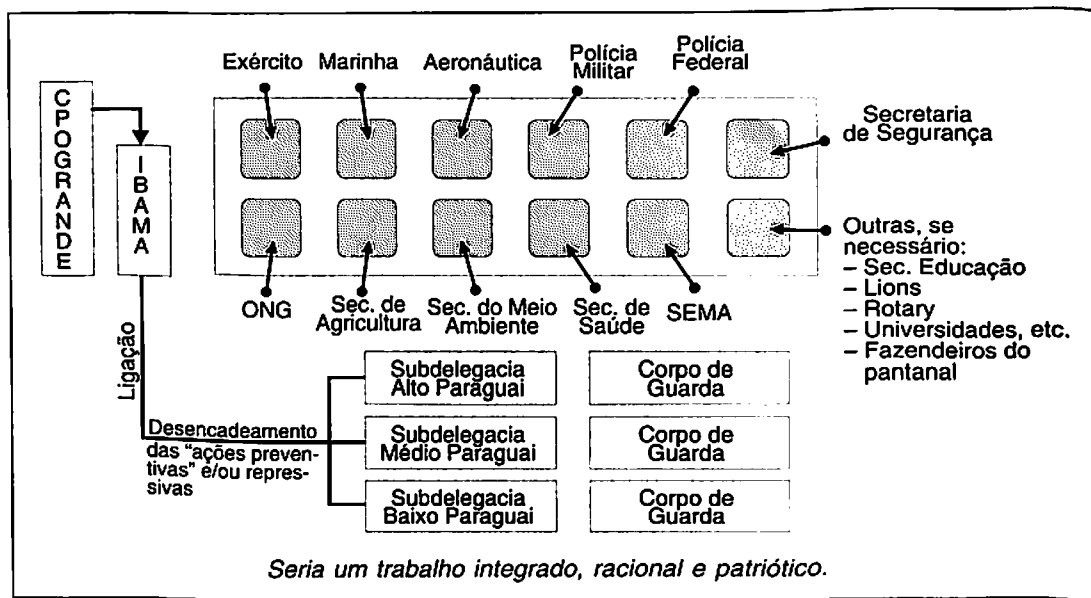 Exército Marinha Aeronáutica Polícia Militar Polícia Federal
CPOGRANDE
IBAMA
Secretaria
de Segurança
Outras, se
necessário:
– Sec. Educação
– Lions
– Rotary
– Universidades, etc.
– Fazendeiros do
pantanal
ONG
Sec. de
Agricultura
Sec. do Meio
Ambiente
Sec. de
Saúde
SEMA
Ligação
Desencadeamento
das "ações preven-
tivas" e/ou repres-
sivas
Subdelegacia
Alto Paraguai
Corpo de
Guarda
Subdelegacia
Médio Paraguai
Corpo de
Guarda
Subdelegacia
Baixo Paraguai
Corpo de
Guarda
Seria um trabalho integrado, racional e patriótico.